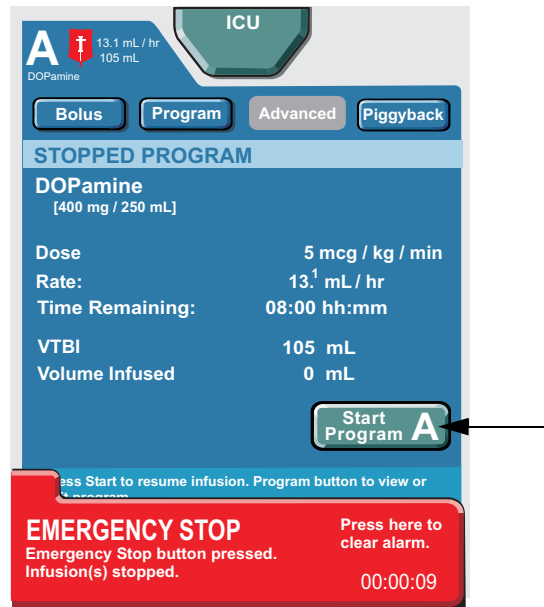 ICU
A
13.1 mL / hr
105 mL
DOPamine
Bolus Program Advanced Piggyback
STOPPED PROGRAM
DOPamine
[400 mg / 250 mL]
Dose 5 mcg / kg / min
Rate: 13.1 mL / hr
Time Remaining: 08:00 hh:mm
VTBI 105 mL
Volume Infused 0 mL
Start
Program A
Start to resume infusion. Program button to view or
program
EMERGENCY STOP
Emergency Stop button pressed.
Infusion(s) stopped.
Press here to
clear alarm.
00:00:09